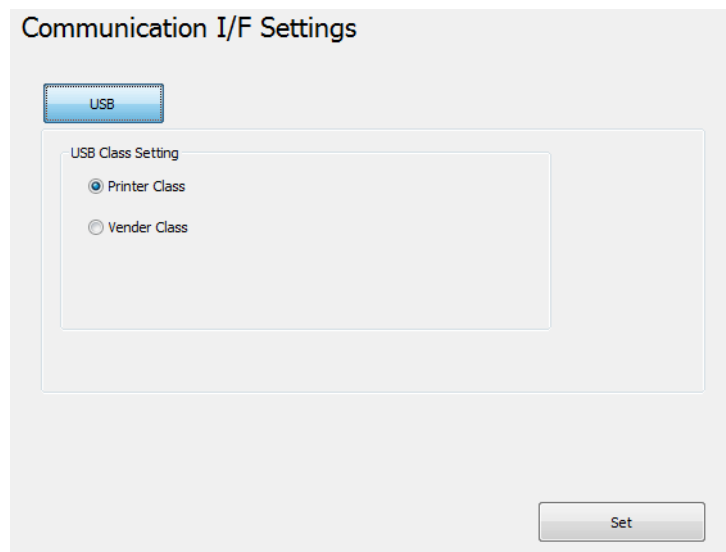 Communication I/F Settings
USB
USB Class Setting
Printer Class
Vender Class
Set